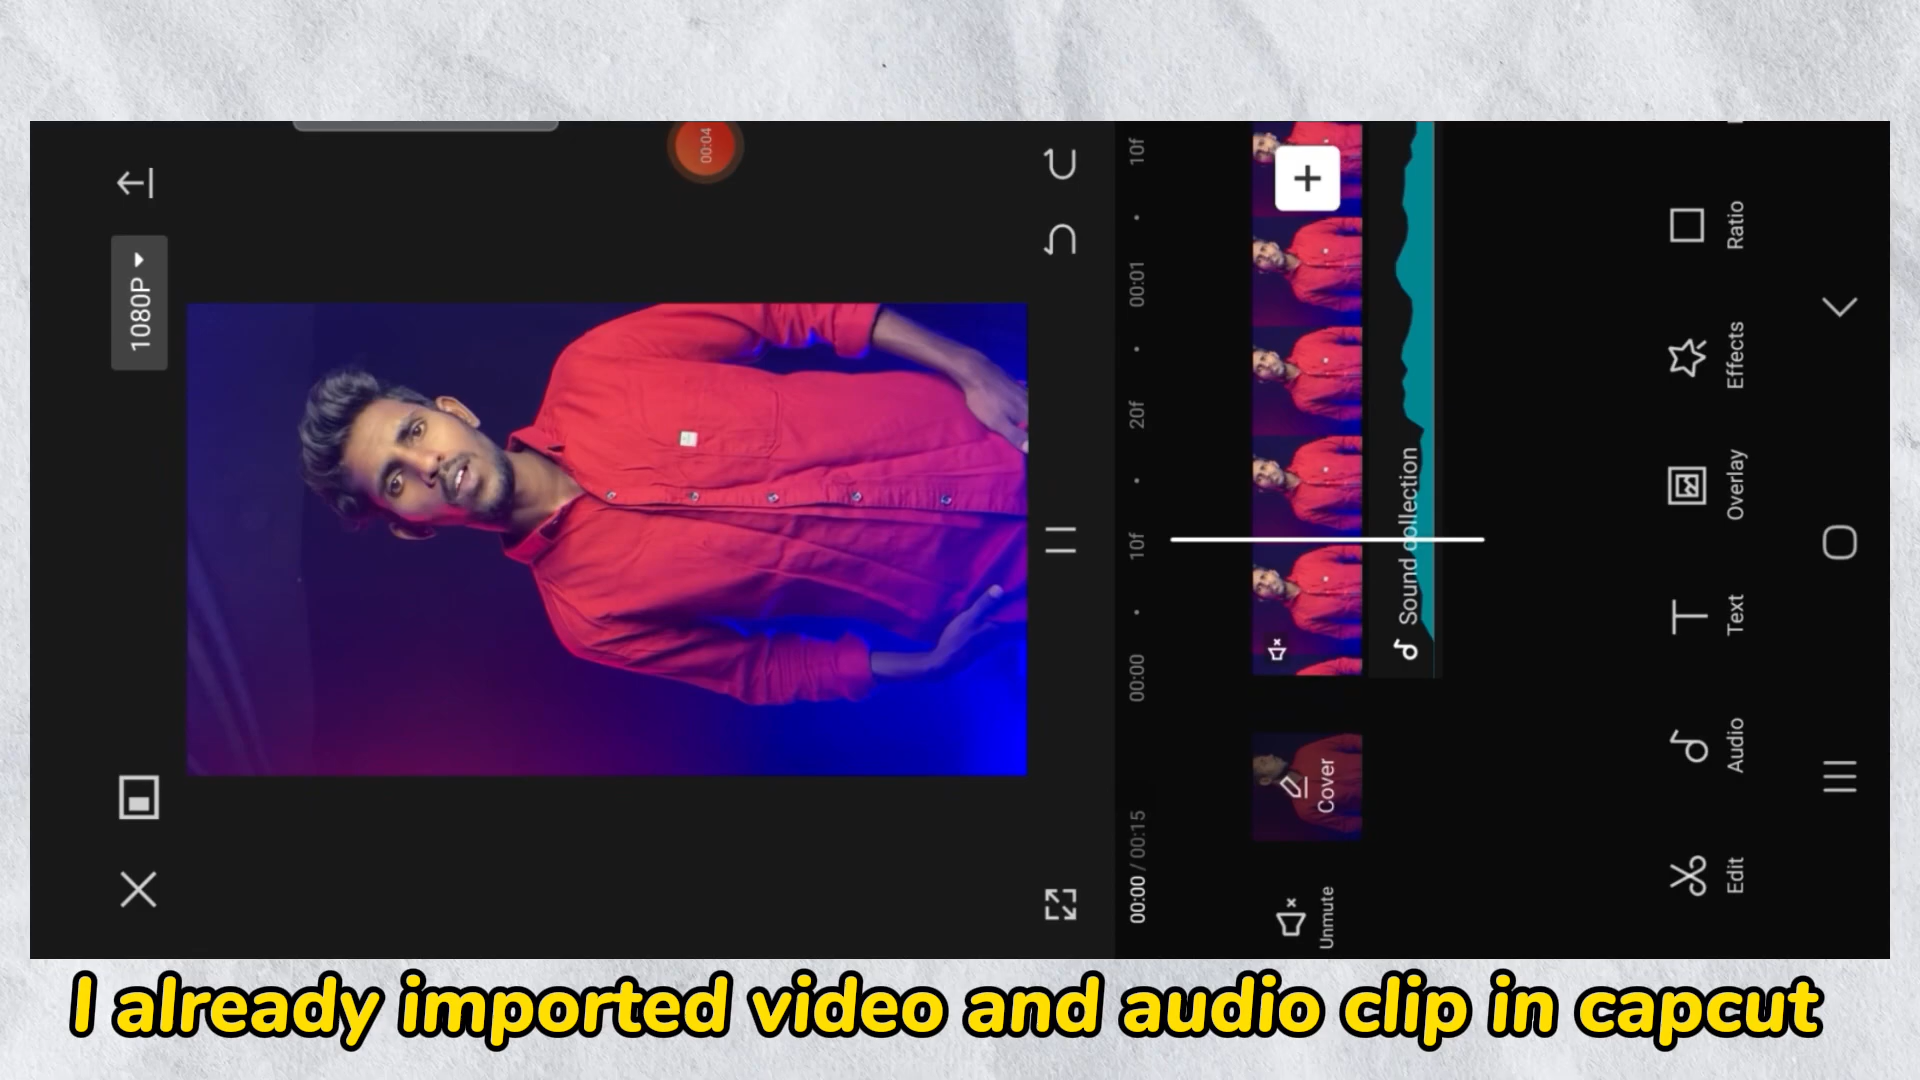 1080P
00:04
00:00 / 00:15
00:00
10f
20f
00:01
10f
Unmute
Cover
Sound collection
Edit
Audio
Text
Overlay
Effects
Ratio
I already imported video and audio clip in capcut